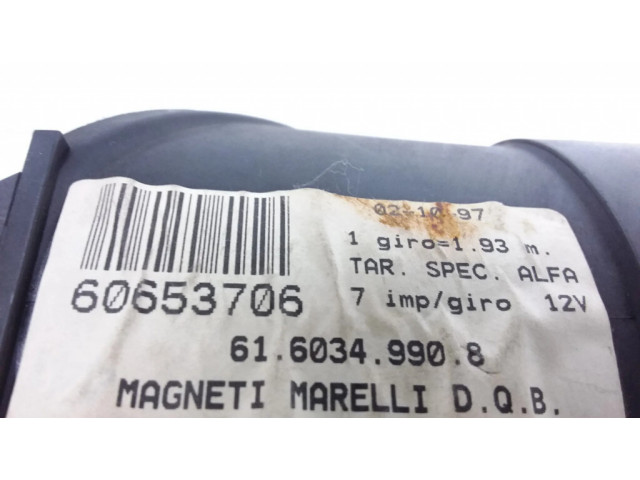 02-10-97
1 giro=1.93 m.
TAR. SPEC. ALFA
60653706 7 imp/giro 12V
61.6034.990.8
MAGNETI MARELLI D.Q.B.